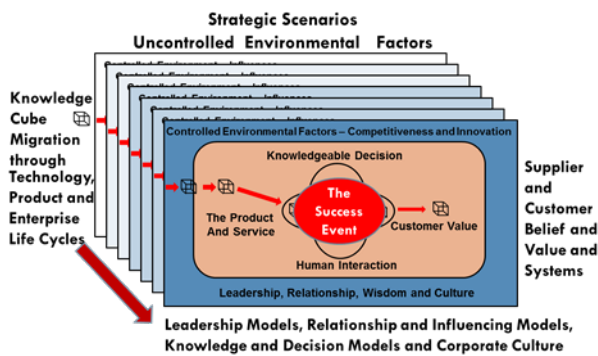 Strategic Scenarios
Uncontrolled Environmental Factors
Knowledge
Cube
Migration
through
Technology,
Product and
Enterprise
Life Cycles
Controlled Environmental Factors – Competitiveness and Innovation
Knowledgeable Decision
The
Success
Event
The Product
And Service
Customer Value
Human Interaction
Leadership, Relationship, Wisdom and Culture
Supplier
and
Customer
Belief and
Value and
Systems
Leadership Models, Relationship and Influencing Models,
Knowledge and Decision Models and Corporate Culture